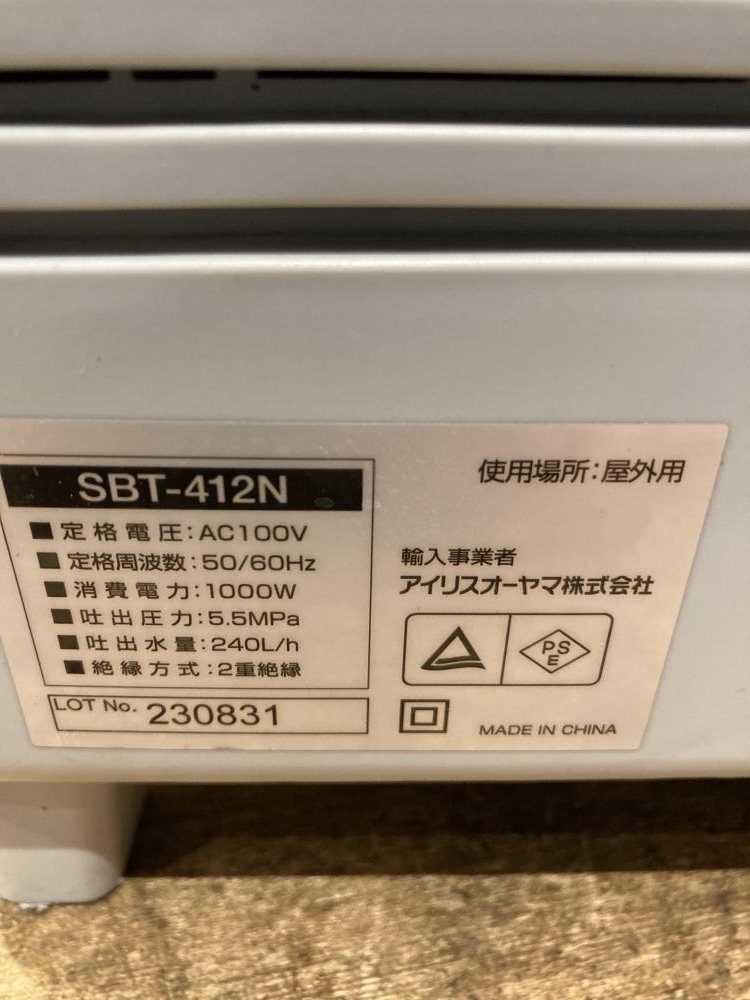 SBT-412N
■定格電圧:AC100V
■定格周波数:50/60Hz
■消費電力:1000W
■吐出圧力:5.5MPa
■吐出水量:240L/h
■絶縁方式:2重絶縁
LOT No. 230831
使用場所:屋外用
輸入事業者
アイリスオーヤマ株式会社
PS
E
MADE IN CHINA